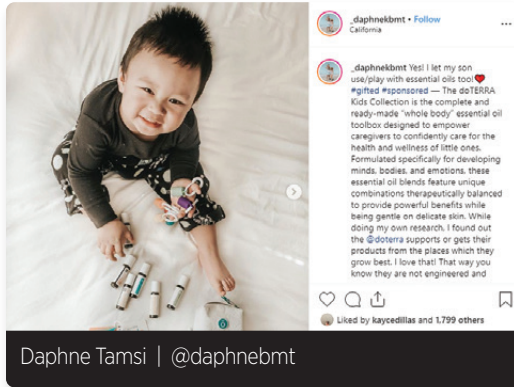 _daphnekbmt • Follow
California
_daphnekbmt Yes! I let my son
use/play with essential oils too!❤️
#gifted #sponsored — The doTERRA
Kids Collection is the complete and
ready-made "whole body" essential oil
toolbox designed to empower
caregivers to confidently care for the
health and wellness of little ones.
Formulated specifically for developing
minds, bodies, and emotions, these
essential oil blends feature unique
combinations therapeutically balanced
to provide powerful benefits while
being gentle on delicate skin. While
doing my own research, I found out
the @doterra supports or gets their
products from the places which they
grow best. I love that! That way you
know they are not engineered and
Liked by kaycedillas and 1,799 others
Daphne Tamsi | @daphnebmt